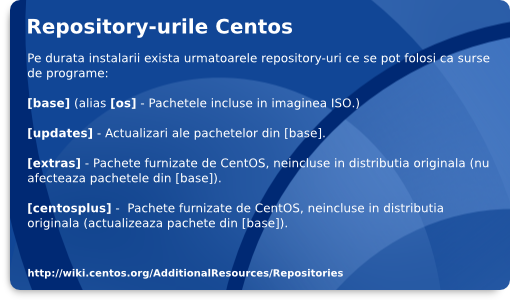 Repository-urile Centos
Pe durata instalarii exista urmatoarele repository-uri ce se pot folosi ca surse
de programe:
[base] (alias [os] - Pachetele incluse in imaginea ISO.)
[updates] - Actualizari ale pachetelor din [base].
[extras] - Pachete furnizate de CentOS, neincluse in distributia originala (nu
afecteaza pachetele din [base]).
[centosplus] -  Pachete furnizate de CentOS, neincluse in distributia
originala (actualizeaza pachete din [base]).
http://wiki.centos.org/AdditionalResources/Repositories